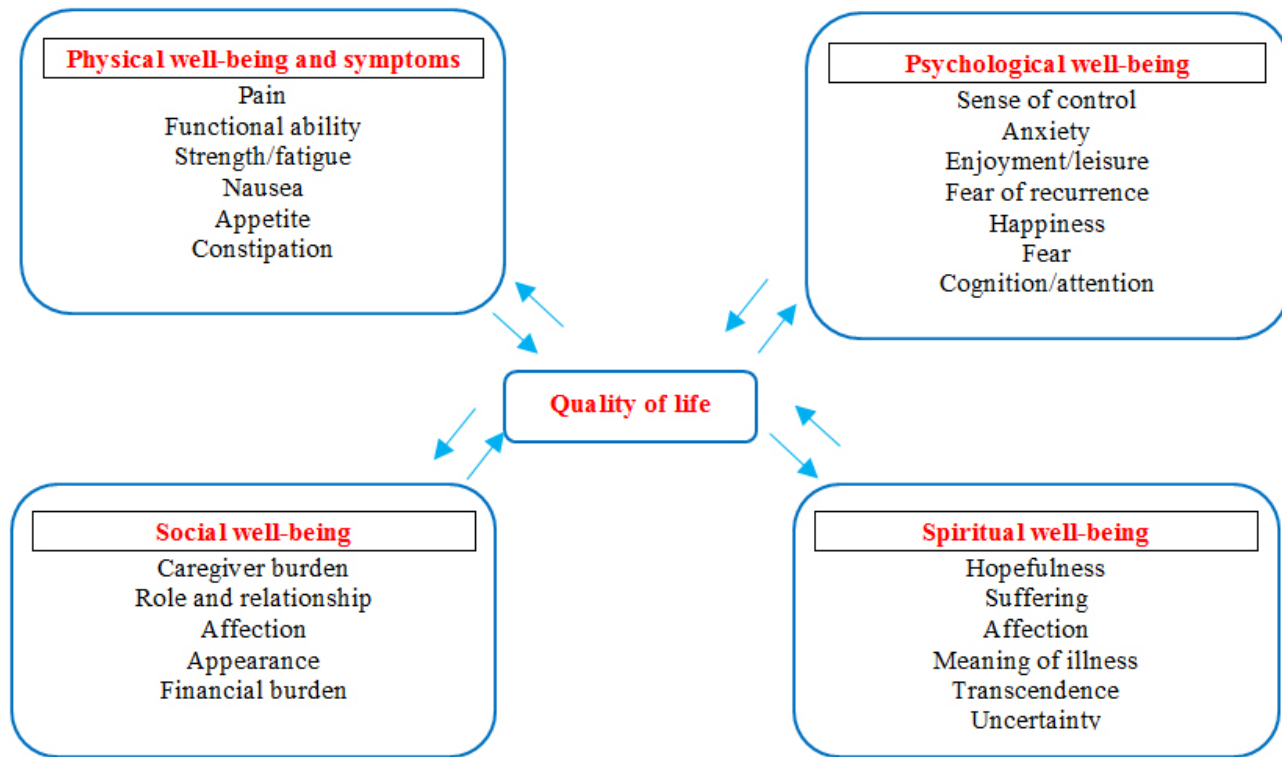 Physical well-being and symptoms
Pain
Functional ability
Strength/fatigue
Nausea
Appetite
Constipation
Psychological well-being
Sense of control
Anxiety
Enjoyment/leisure
Fear of recurrence
Happiness
Fear
Cognition/attention
Quality of life
Social well-being
Caregiver burden
Role and relationship
Affection
Appearance
Financial burden
Spiritual well-being
Hopefulness
Suffering
Affection
Meaning of illness
Transcendence
Uncertainty